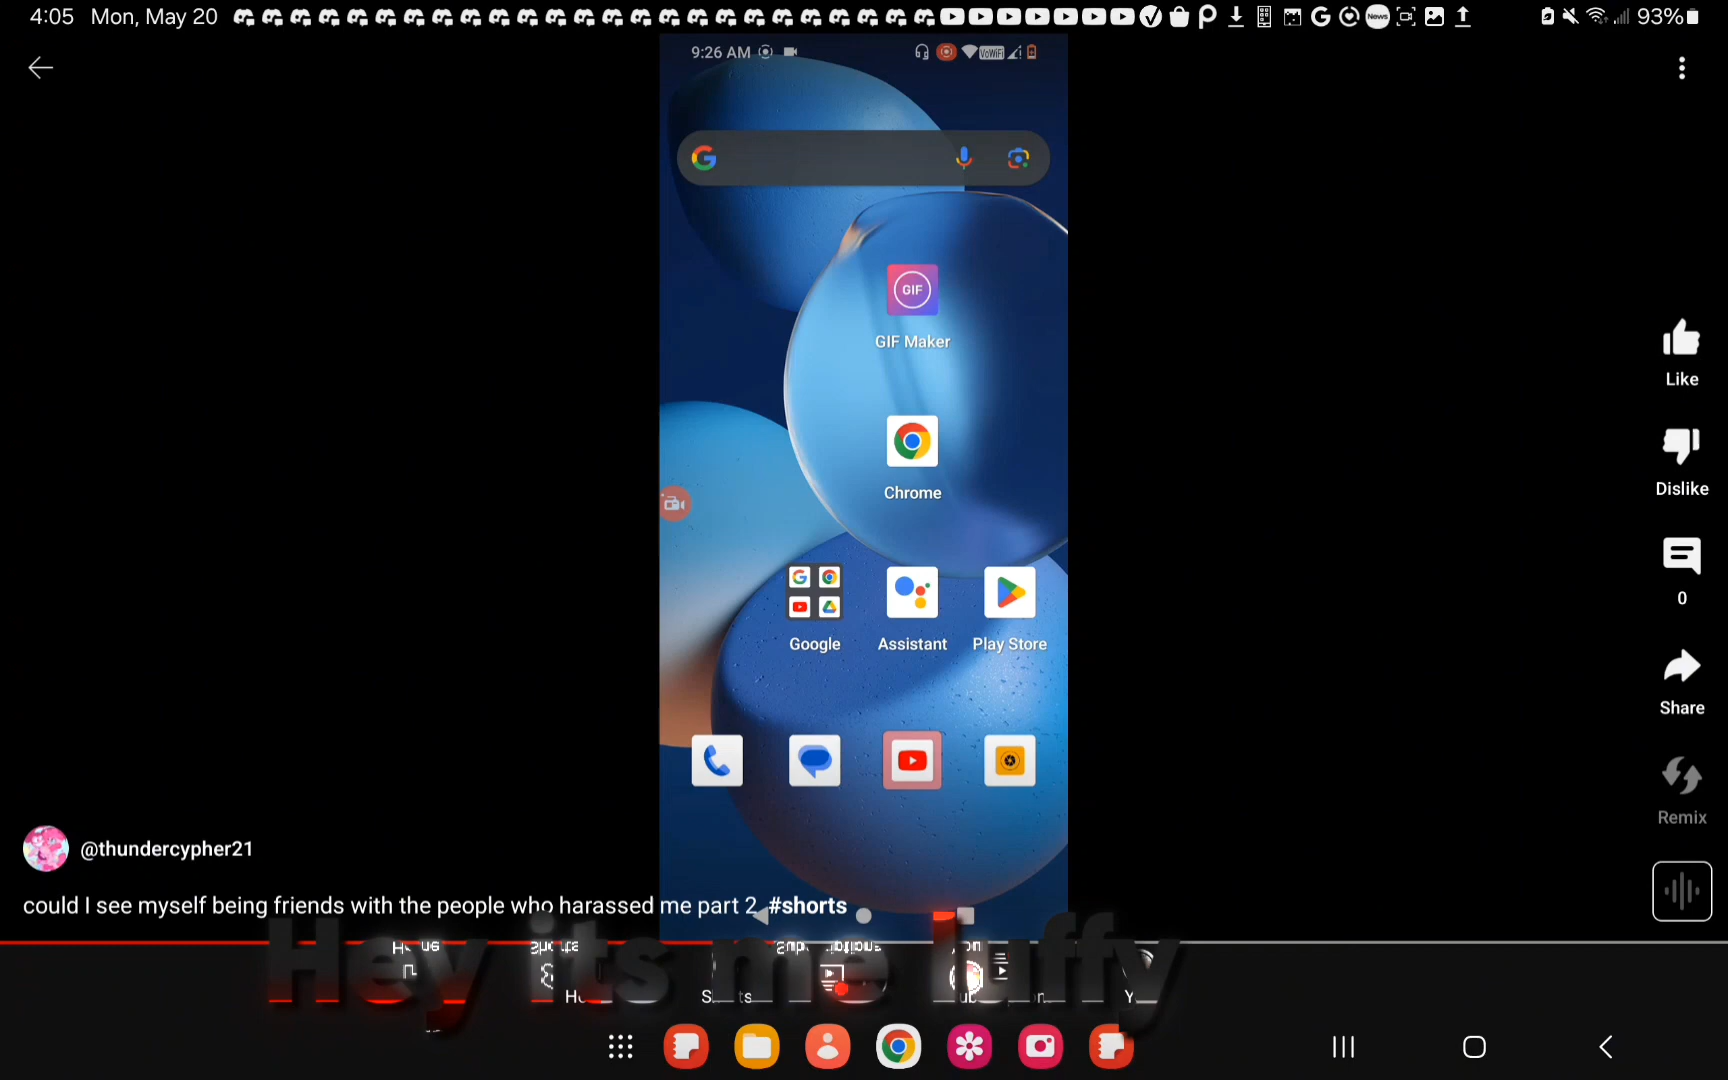 4:05 Mon, May 20
News
93%
9:26 AM
VoWiFi
GIF
GIF Maker
Chrome
Google
Assistant
Play Store
Like
Dislike
0
Share
Remix
@thundercypher21
could I see myself being friends with the people who harassed me part 2 #shorts
Hey its me luffy